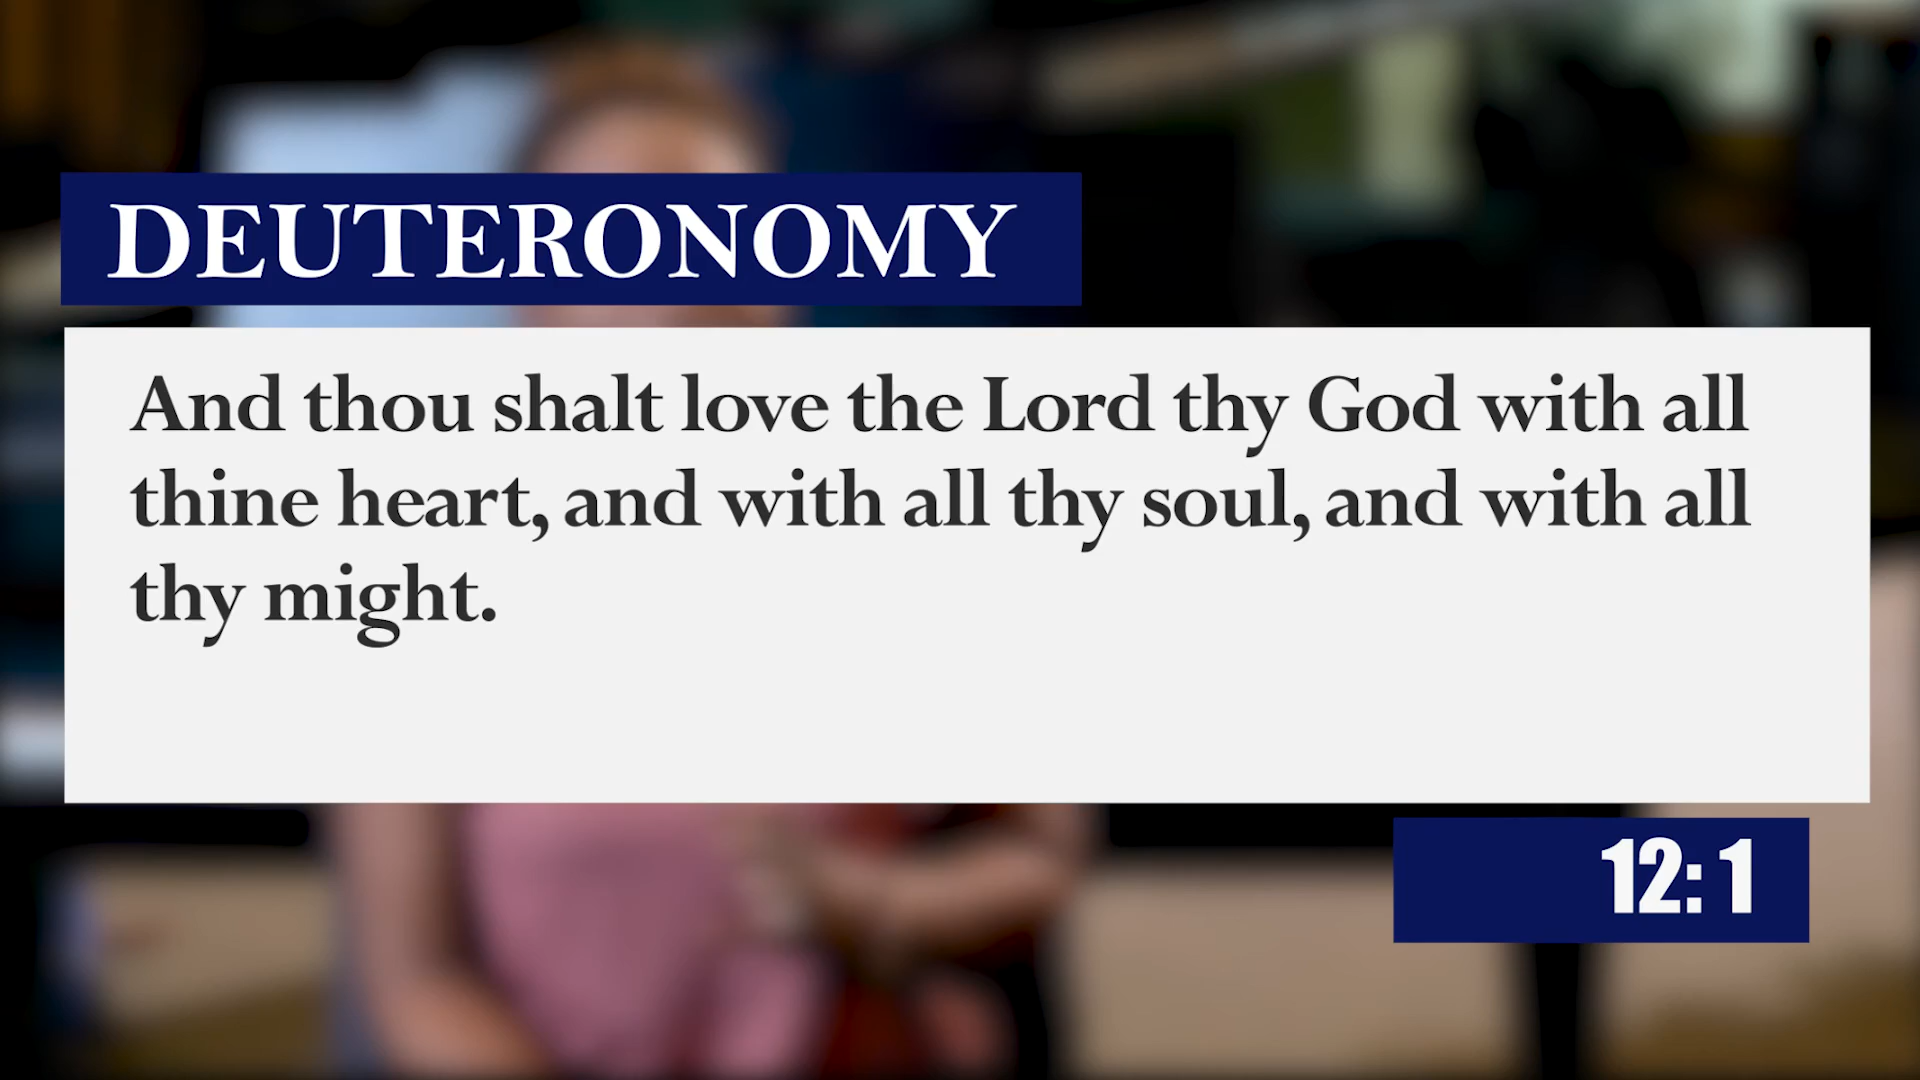 DEUTERONOMY
And thou shalt love the Lord thy God with all
thine heart, and with all thy soul, and with all
thy might.
12: 1